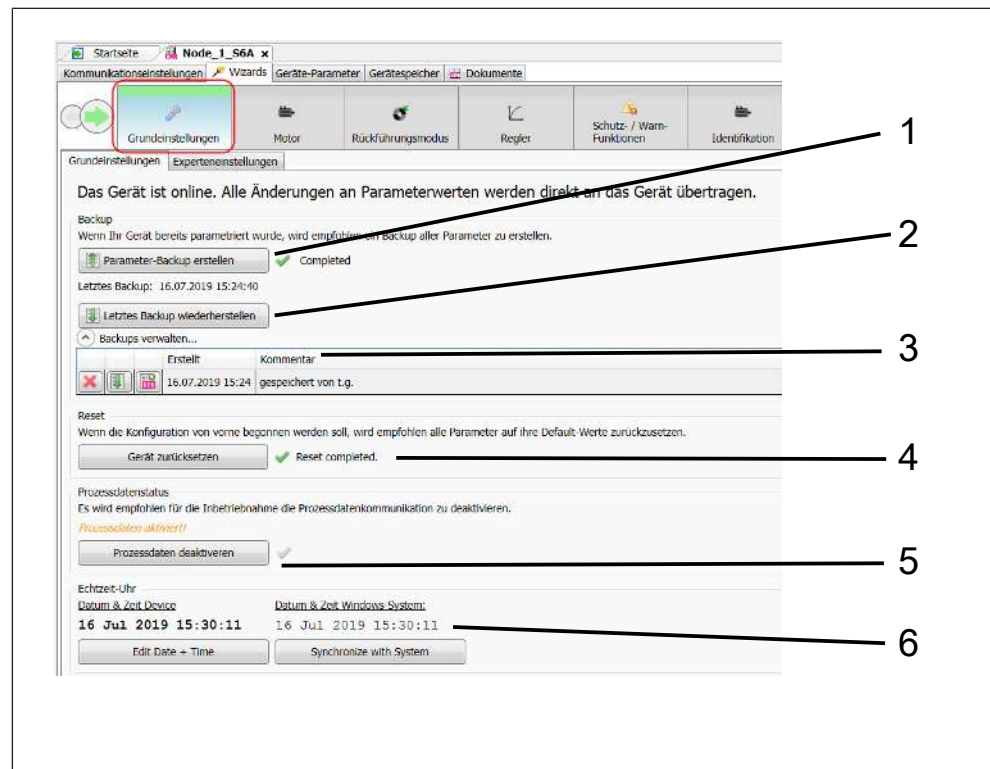 Startseite Node_1_S6A x
Kommunikationseinstellungen Wizards Geräte-Parameter Gerätespeicher Dokumente
Grundeinstellungen Motor Rückführungsmodus Regler Schutz- / Warn-Funktionen Identifikation
Grundeinstellungen Experteneinstellungen
1
Das Gerät ist online. Alle Änderungen an Parameterwerten werden direkt an das Gerät übertragen.
Backup
Wenn Ihr Gerät bereits parametriert wurde, wird empfohlen ein Backup aller Parameter zu erstellen.
2
Parameter-Backup erstellen Completed
Letztes Backup: 16.07.2019 15:24:40
Letztes Backup wiederherstellen
Backups verwalten...
Erstellt Kommentar
3
16.07.2019 15:24 gespeichert von t.g.
Reset
Wenn die Konfiguration von vorne begonnen werden soll, wird empfohlen alle Parameter auf ihre Default-Werte zurückzusetzen.
Gerät zurücksetzen Reset completed.
4
Prozessdatenstatus
Es wird empfohlen für die Inbetriebnahme die Prozessdatenkommunikation zu deaktivieren.
Prozessdaten aktiviert!
Prozessdaten deaktiveren
5
Echtzeit-Uhr
Datum & Zeit Device Datum & Zeit Windows System:
16 Jul 2019 15:30:11 16 Jul 2019 15:30:11
6
Edit Date + Time Synchronize with System